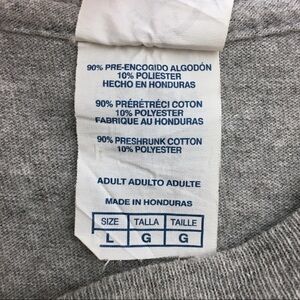 90% PRE-ENCOGIDO ALGODÓN
10% POLIESTER
HECHO EN HONDURAS
90% PRÉRÉTRÉCI COTON
10% POLYESTER
FABRIQUE AU HONDURAS
90% PRESHRUNK COTTON
10% POLYESTER
ADULT ADULTO ADULTE
MADE IN HONDURAS
SIZE TALLA TAILLE
L G G